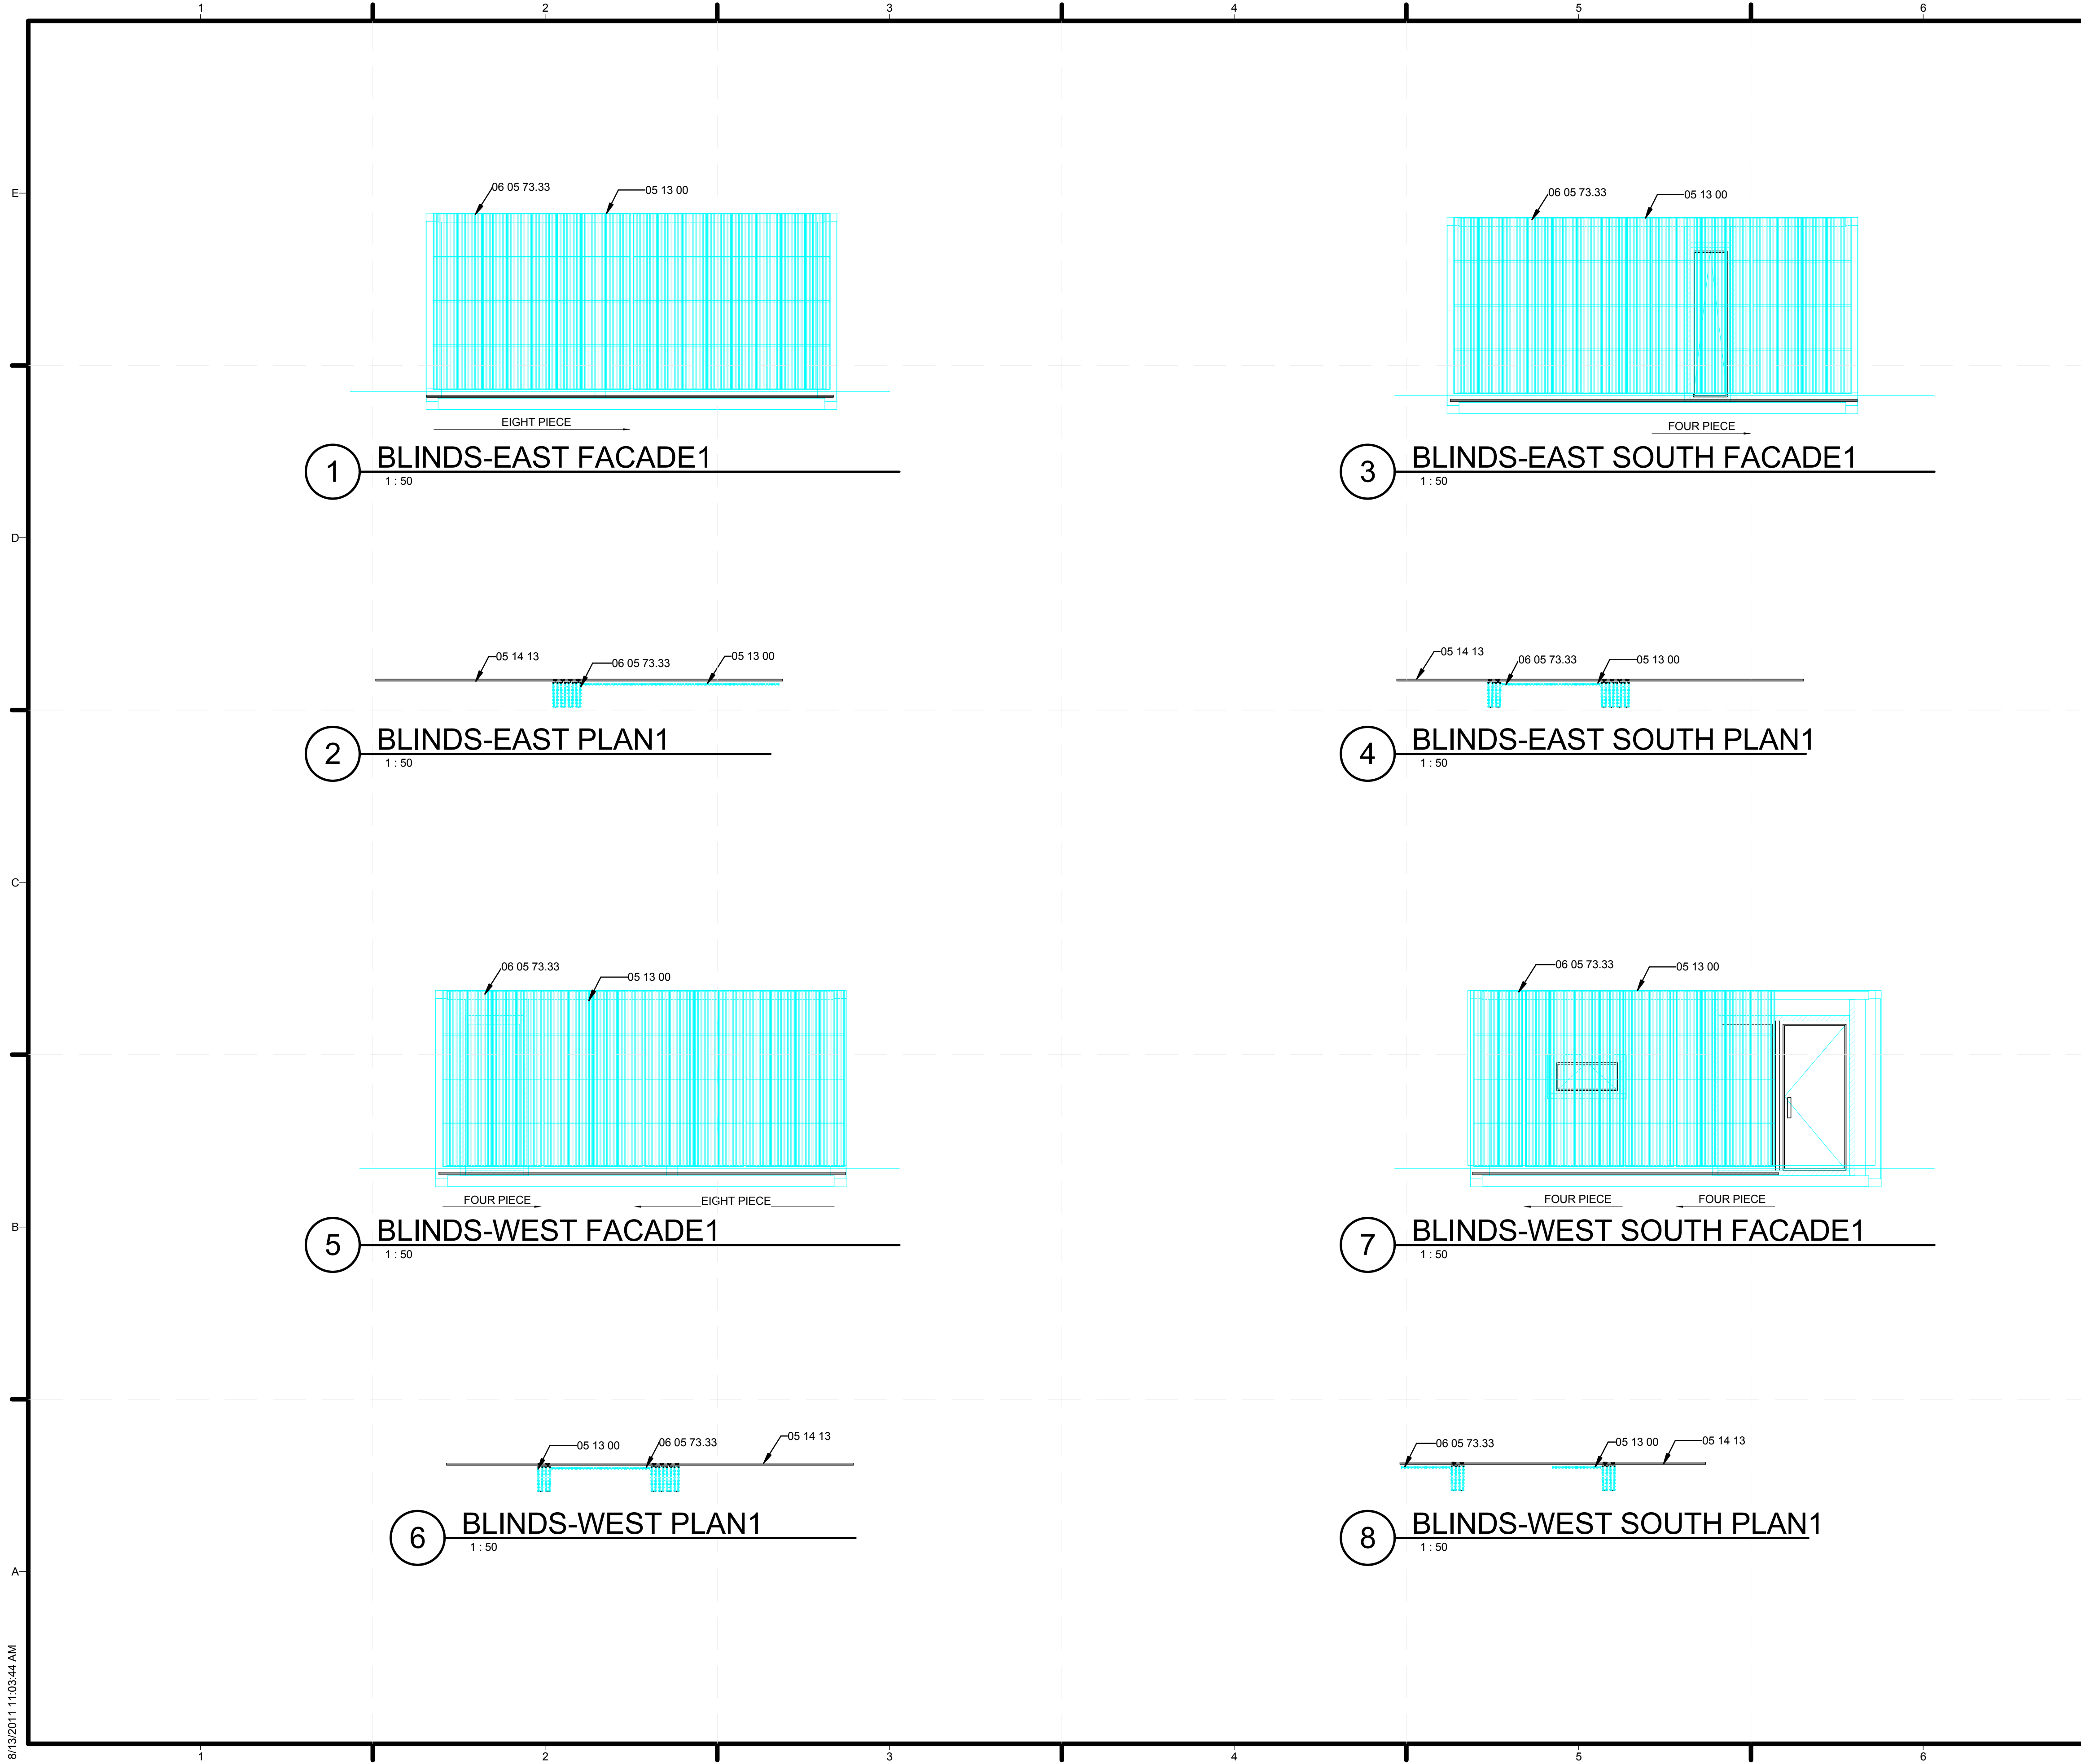 1 2 3 4 5 6
E
06 05 73.33 05 13 00
06 05 73.33 05 13 00
EIGHT PIECE
FOUR PIECE
1 BLINDS-EAST FACADE1
1 : 50
3 BLINDS-EAST SOUTH FACADE1
1 : 50
D
05 14 13 06 05 73.33 05 13 00
05 14 13 06 05 73.33 05 13 00
2 BLINDS-EAST PLAN1
1 : 50
4 BLINDS-EAST SOUTH PLAN1
1 : 50
C
06 05 73.33 05 13 00
06 05 73.33 05 13 00
FOUR PIECE EIGHT PIECE
FOUR PIECE FOUR PIECE
B
5 BLINDS-WEST FACADE1
1 : 50
7 BLINDS-WEST SOUTH FACADE1
1 : 50
05 13 00 06 05 73.33 05 14 13
06 05 73.33 05 13 00 05 14 13
6 BLINDS-WEST PLAN1
1 : 50
8 BLINDS-WEST SOUTH PLAN1
1 : 50
A
8/13/2011 11:03:44 AM
1 2 3 4 5 6